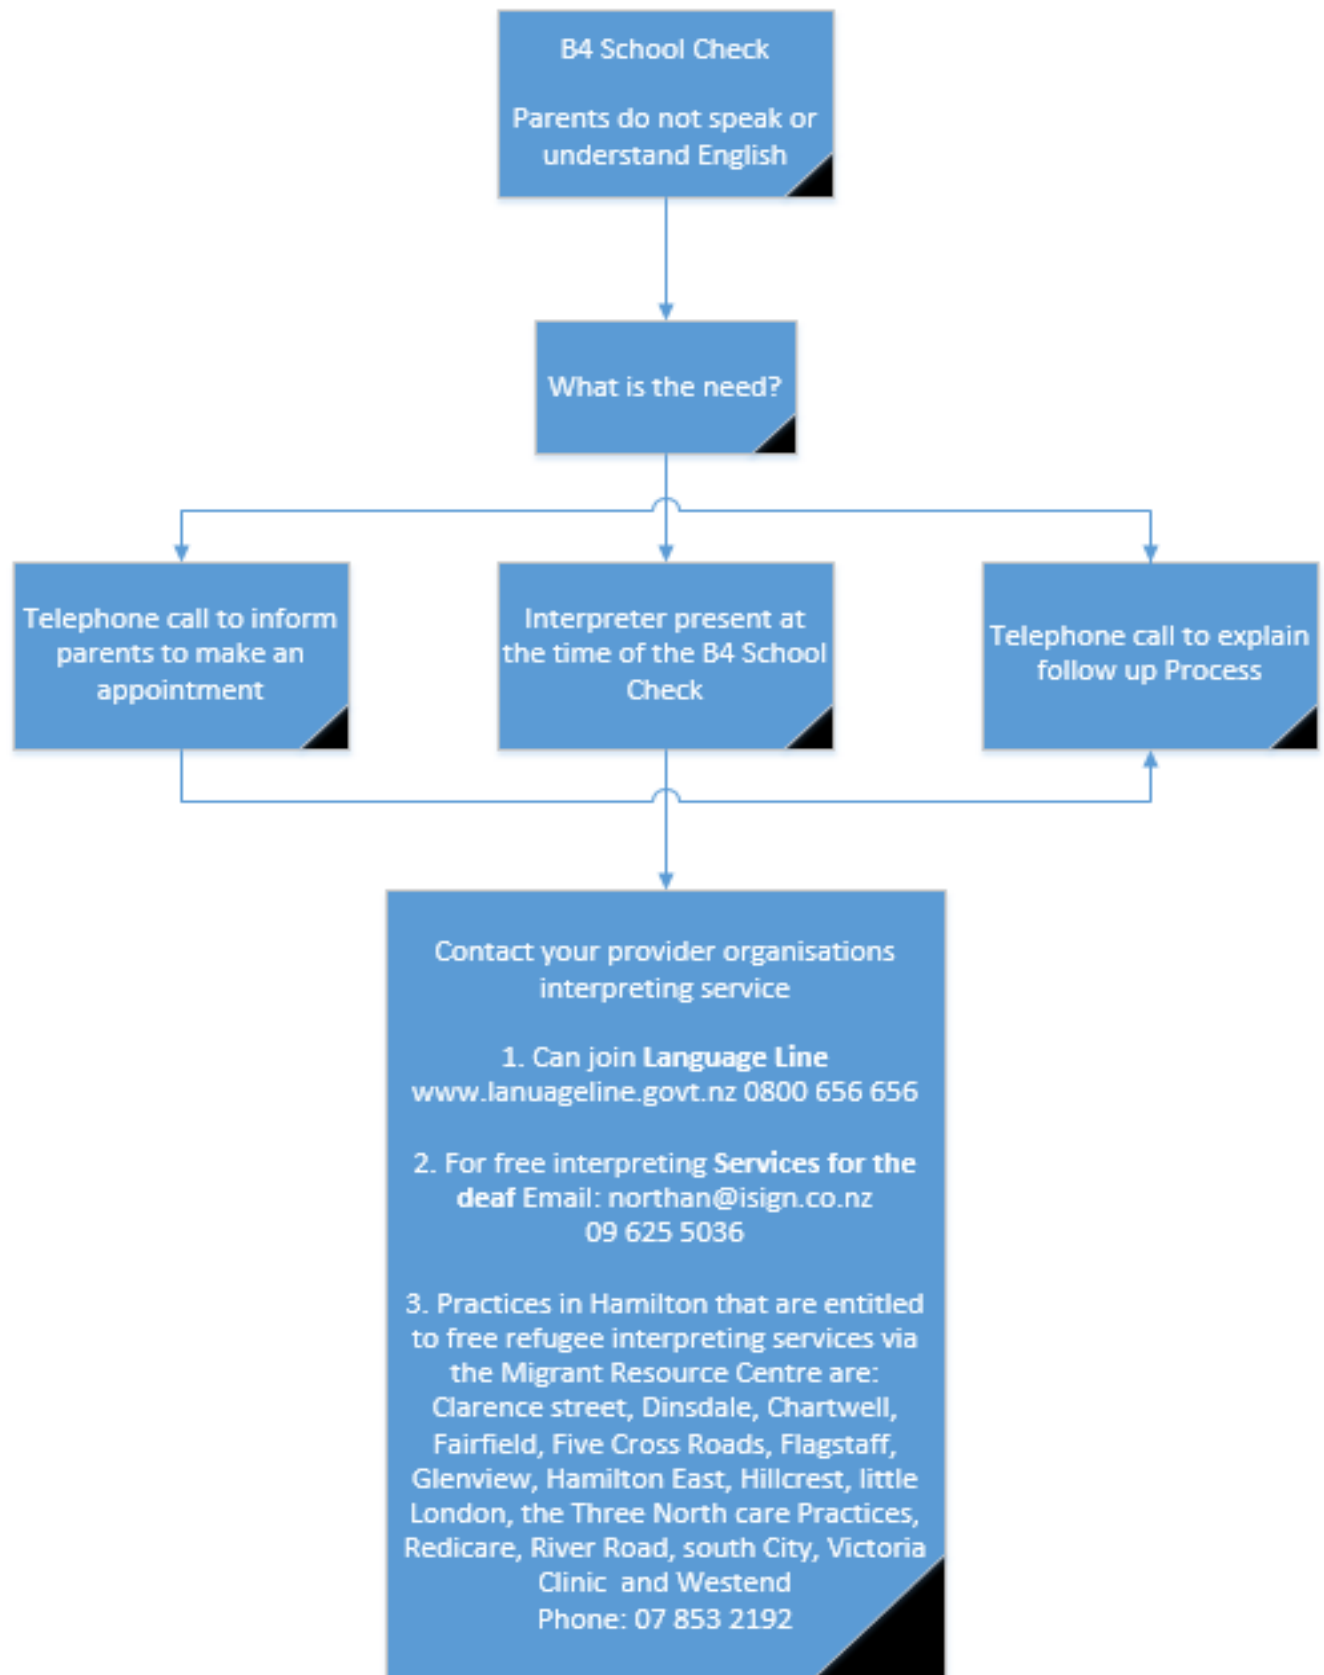 B4 School Check
Parents do not speak or
understand English
What is the need?
Telephone call to inform
parents to make an
appointment
Interpreter present at
the time of the B4 School
Check
Telephone call to explain
follow up Process
Contact your provider organisations
interpreting service
1. Can join Language Line
www.lanuageline.govt.nz 0800 656 656
2. For free interpreting Services for the
deaf Email: northan@isign.co.nz
09 625 5036
3. Practices in Hamilton that are entitled
to free refugee interpreting services via
the Migrant Resource Centre are:
Clarence street, Dinsdale, Chartwell,
Fairfield, Five Cross Roads, Flagstaff,
Glenview, Hamilton East, Hillcrest, little
London, the Three North care Practices,
Redicare, River Road, south City, Victoria
Clinic and Westend
Phone: 07 853 2192